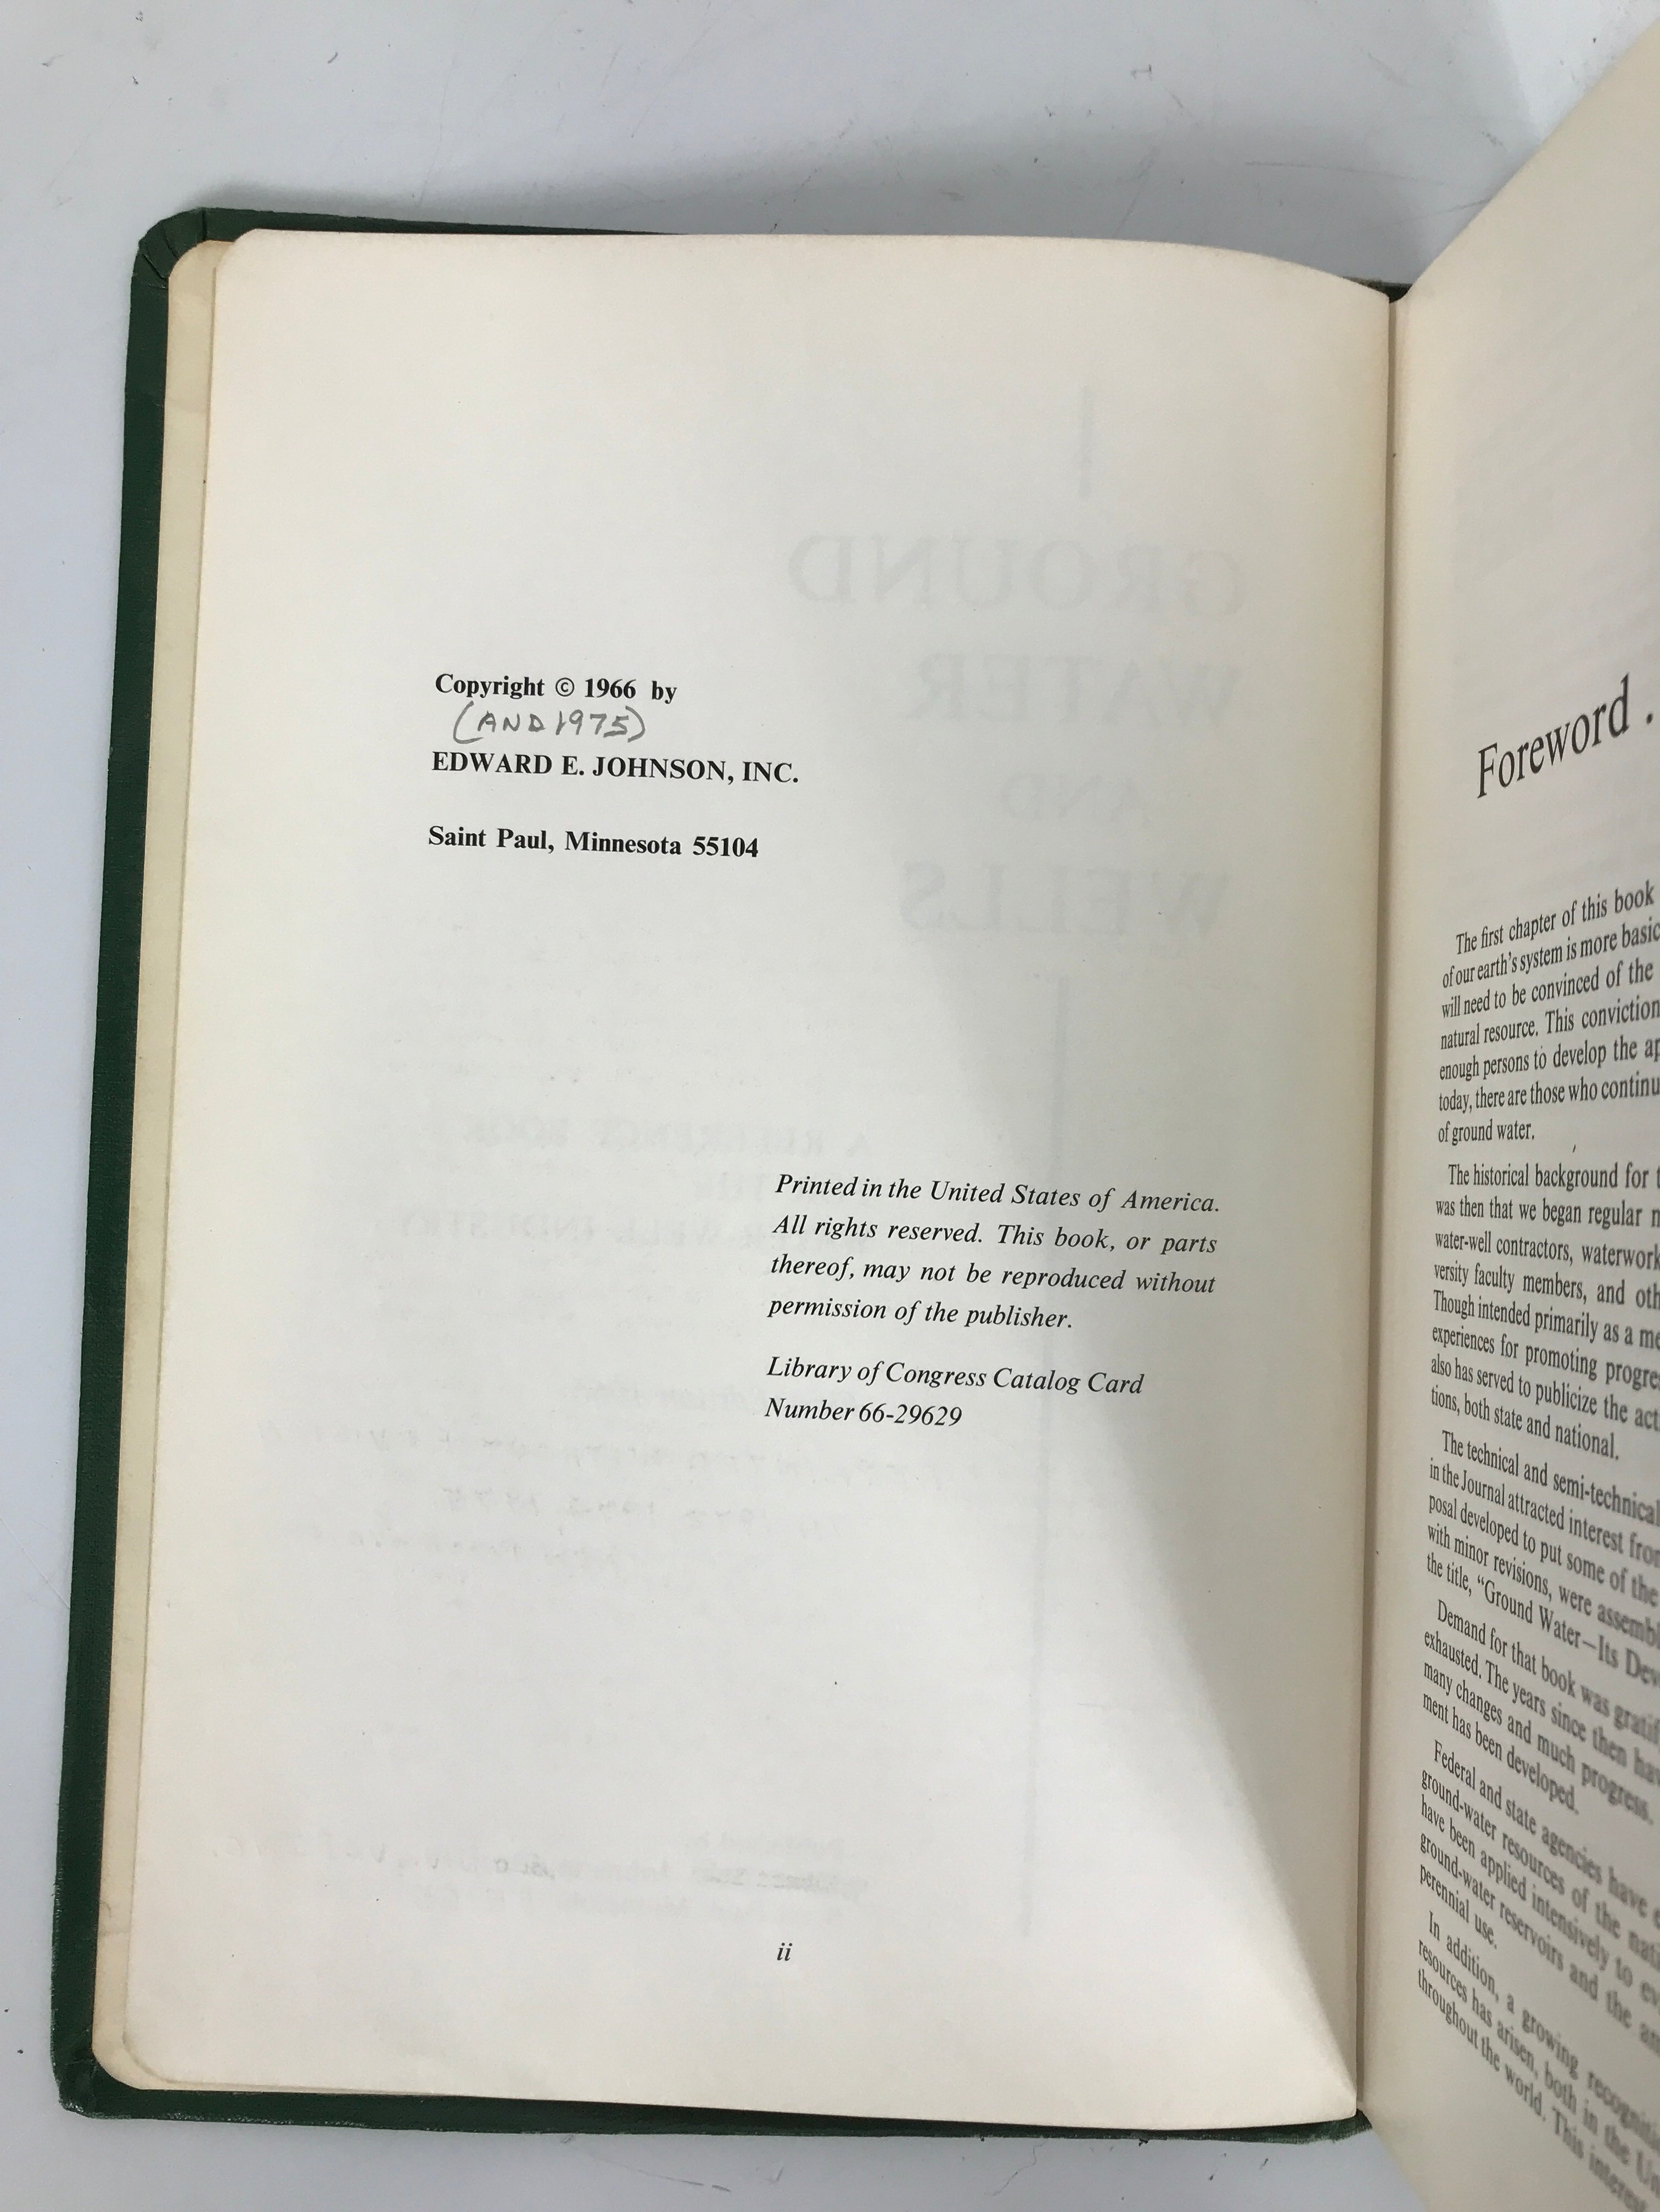 Copyright © 1966 by
(AND 1975)
EDWARD E. JOHNSON, INC.
Saint Paul, Minnesota 55104
GROUND
WATER
AND
WELLS
Printed in the United States of America.
All rights reserved. This book, or parts
thereof, may not be reproduced without
permission of the publisher.
Library of Congress Catalog Card
Number 66-29629
ii
Foreword .
The first chapter of this book
of our earth's system is more basic
will need to be convinced of the
natural resource. This conviction
enough persons to develop the
today, there are those who
of ground water.
The historical background for
was then that we began regular
water-well contractors,
versity faculty members, and
Though intended primarily as a
experiences for promoting
also has served to publicize the
tions, both state and national.
The technical and semi-technical
in the Journal attracted interest
posal developed to put some of the
with minor revisions, were
the title, "Ground Water—Its
Demand for that book was
exhausted. The years since then
many changes and much progress.
ment has been developed.
Federal and state agencies have
ground-water resources of the
have been applied intensively to
ground-water reservoirs and the
perennial use.
In addition, a growing
resources has arisen, both in the
throughout the world. This